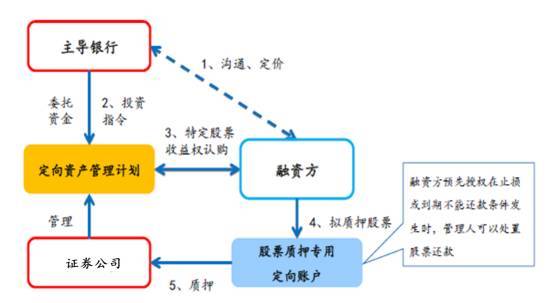 主导银行
1、沟通、定价
委托
资金
2、投资
指令
3、特定股票
收益权认购
定向资产管理计划
融资方
融资方预先授权在止损
或到期不能还款条件发
生时，管理人可以处置
股票还款
管理
4、拟质押股票
证券公司
股票质押专用
定向账户
5、质押